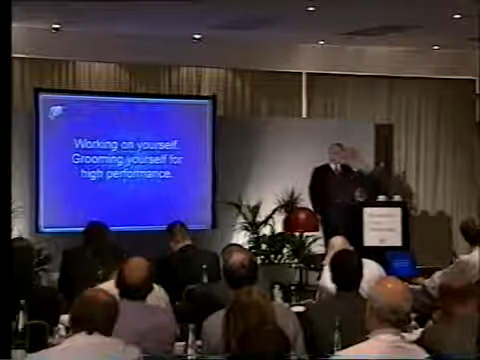 Working on yourself.
Grooming yourself for
high performance.